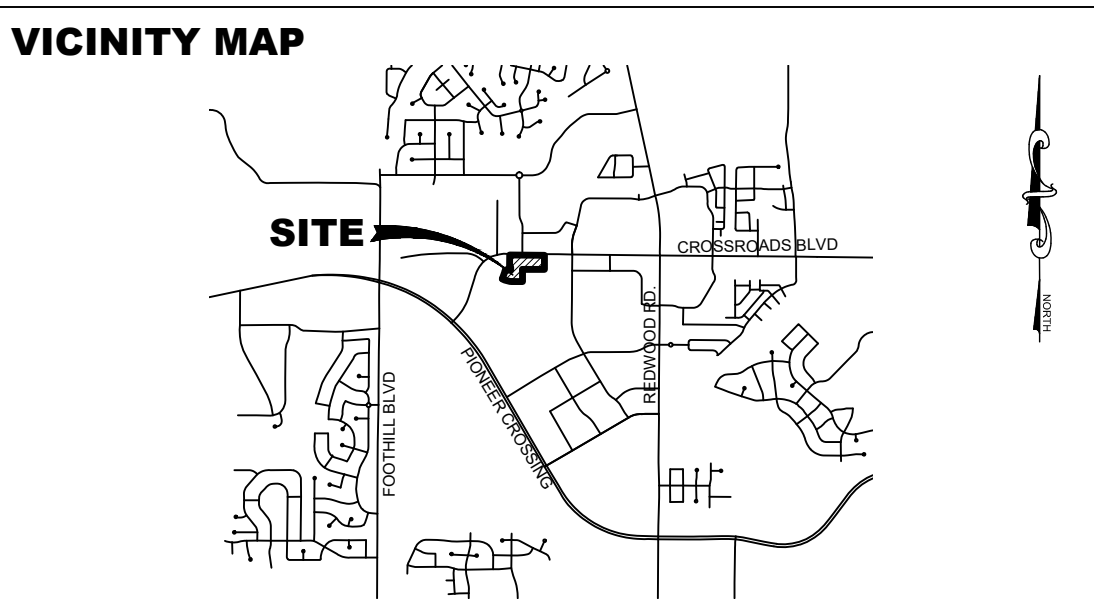 VICINITY MAP
SITE
CROSSROADS BLVD
REDWOOD RD.
PIONEER CROSSING
FOOTHILL BLVD
NORTH